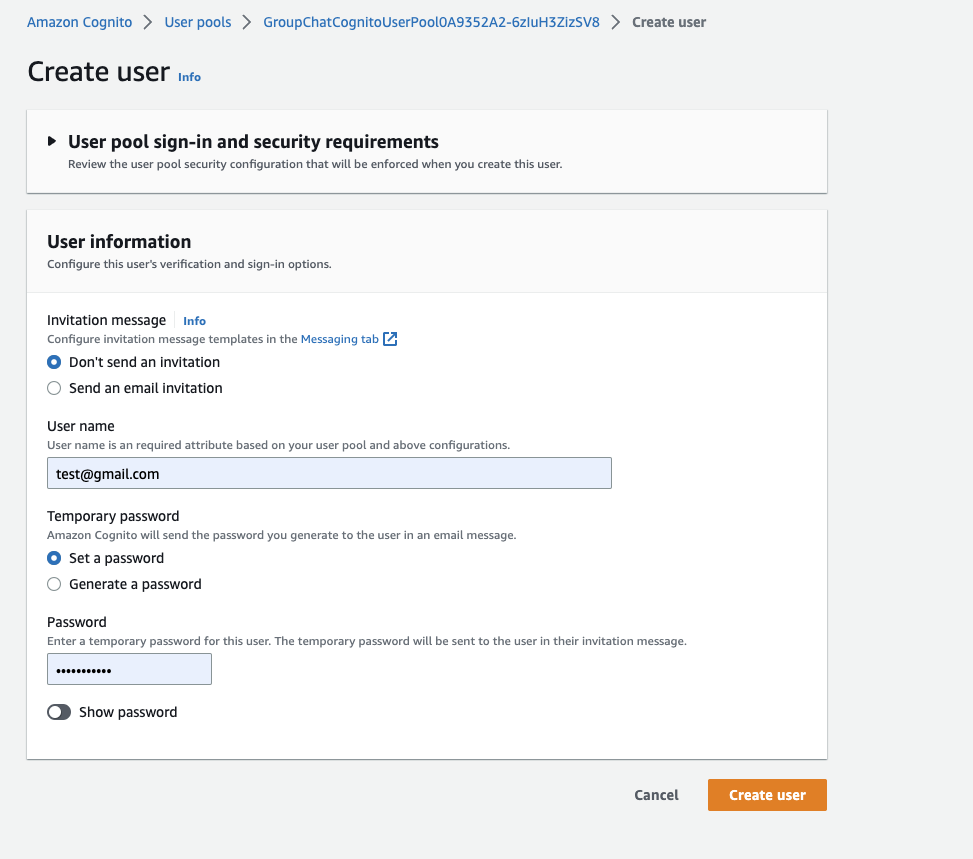 Amazon Cognito > User pools > GroupChatCognitoUserPool0A9352A2-6zIuH3ZizSV8 > Create user
Create user Info
User pool sign-in and security requirements
Review the user pool security configuration that will be enforced when you create this user.
User information
Configure this user's verification and sign-in options.
Invitation message Info
Configure invitation message templates in the Messaging tab
Don't send an invitation
Send an email invitation
User name
User name is an required attribute based on your user pool and above configurations.
test@gmail.com
Temporary password
Amazon Cognito will send the password you generate to the user in an email message.
Set a password
Generate a password
Password
Enter a temporary password for this user. The temporary password will be sent to the user in their invitation message.
•••••••••••
Show password
Cancel Create user